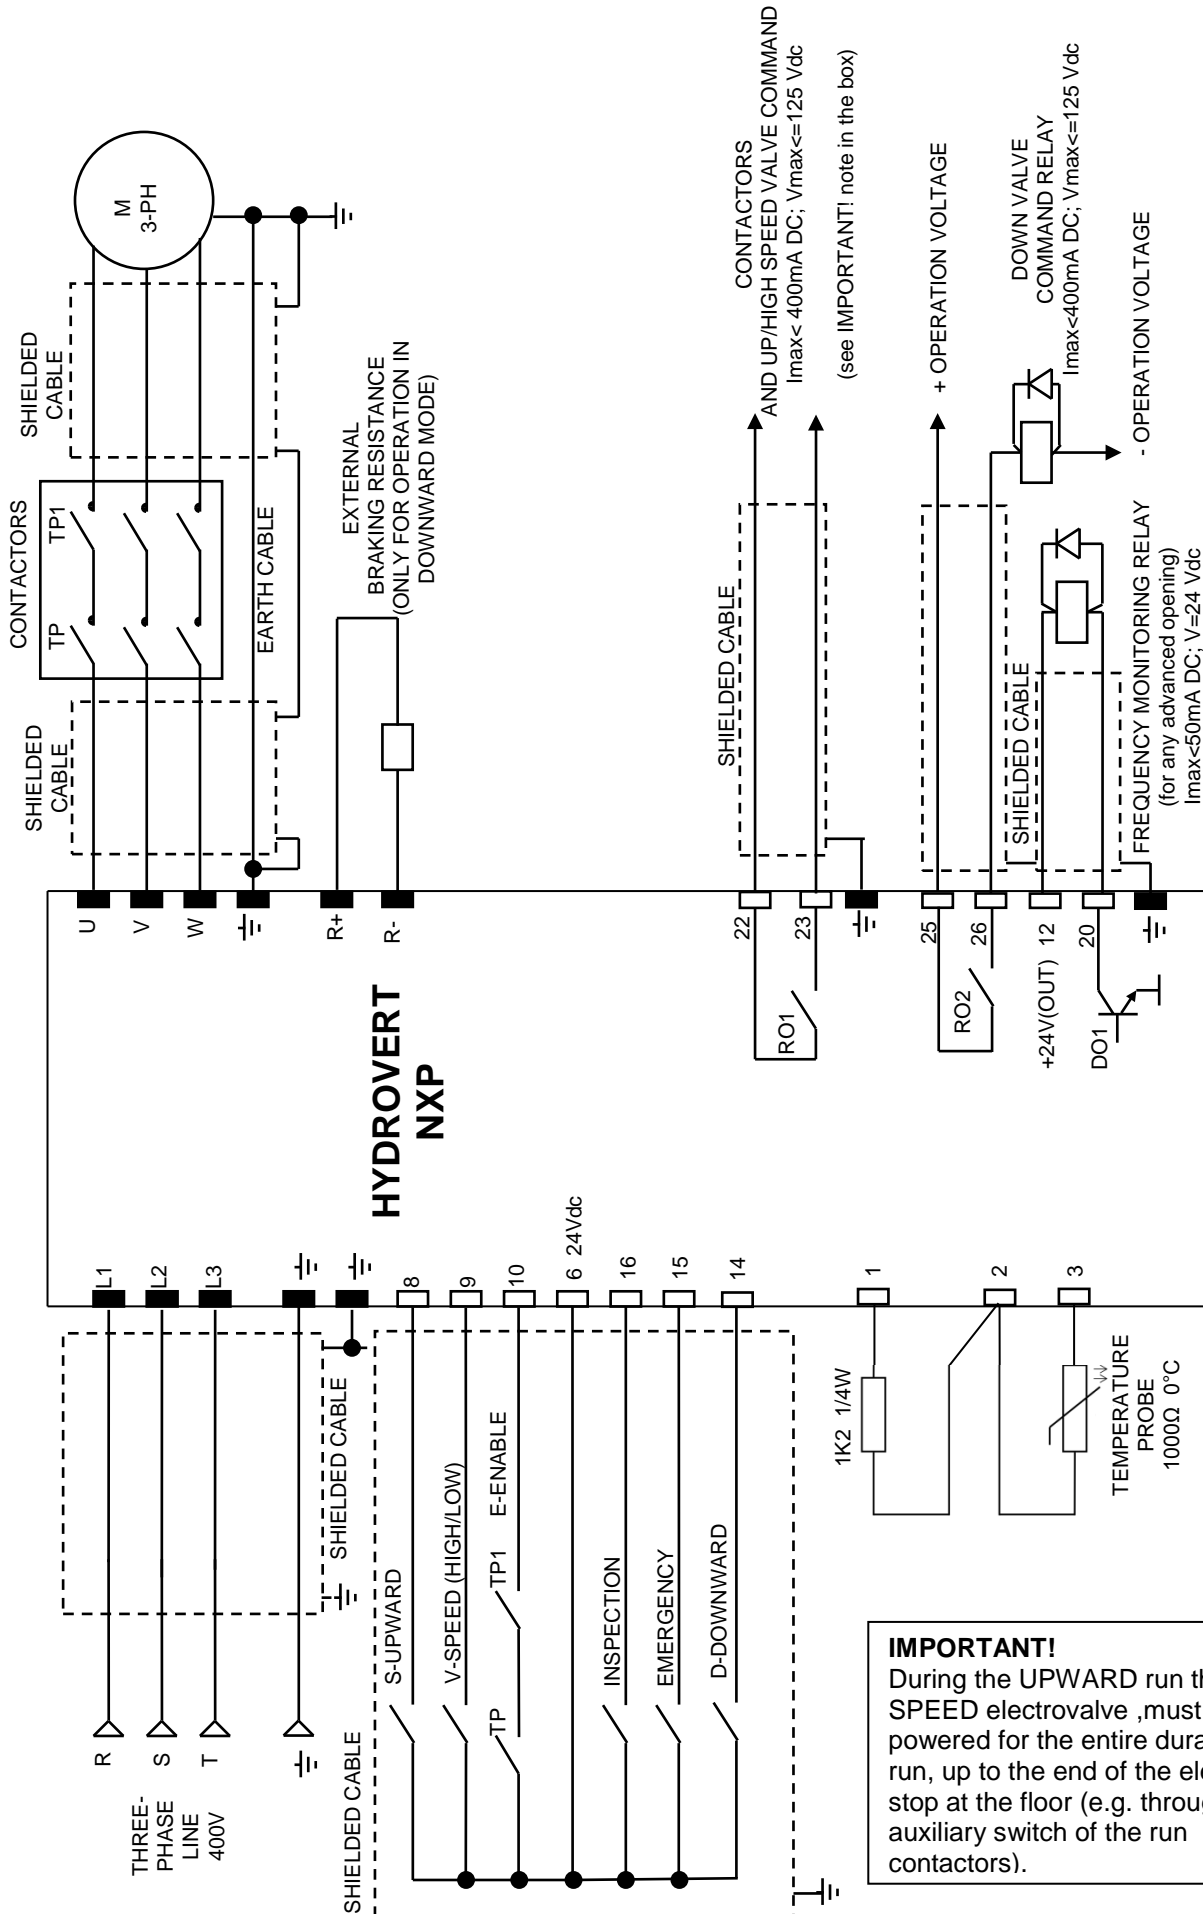 CONTACTORS
TP
TP1
SHIELDED
CABLE
SHIELDED
CABLE
M
3-PH
EARTH CABLE
EXTERNAL
BRAKING RESISTANCE
(ONLY FOR OPERATION IN
DOWNWARD MODE)
U
V
W
R+
R-
HYDROVERT
NXP
L1
L2
L3
8
9
10
6 24Vdc
16
15
14
1
2
3
22
23
RO1
25
26
RO2
+24V(OUT) 12
20
DO1
SHIELDED CABLE
CONTACTORS
AND UP/HIGH SPEED VALVE COMMAND
Imax< 400mA DC; Vmax<=125 Vdc
(see IMPORTANT! note in the box)
+ OPERATION VOLTAGE
DOWN VALVE
COMMAND RELAY
Imax<400mA DC; Vmax<=125 Vdc
- OPERATION VOLTAGE
SHIELDED CABLE
FREQUENCY MONITORING RELAY
(for any advanced opening)
Imax<50mA DC; V=24 Vdc
THREE-
PHASE
LINE
400V
R
S
T
SHIELDED CABLE
SHIELDED CABLE
S-UPWARD
V-SPEED (HIGH/LOW)
TP
TP1
E-ENABLE
INSPECTION
EMERGENCY
D-DOWNWARD
1K2 1/4W
TEMPERATURE
PROBE
1000Ω 0°C
IMPORTANT!
During the UPWARD run
SPEED electrovalve ,must
powered for the entire
run, up to the end of the
stop at the floor (e.g.
auxiliary switch of the run
contactors).